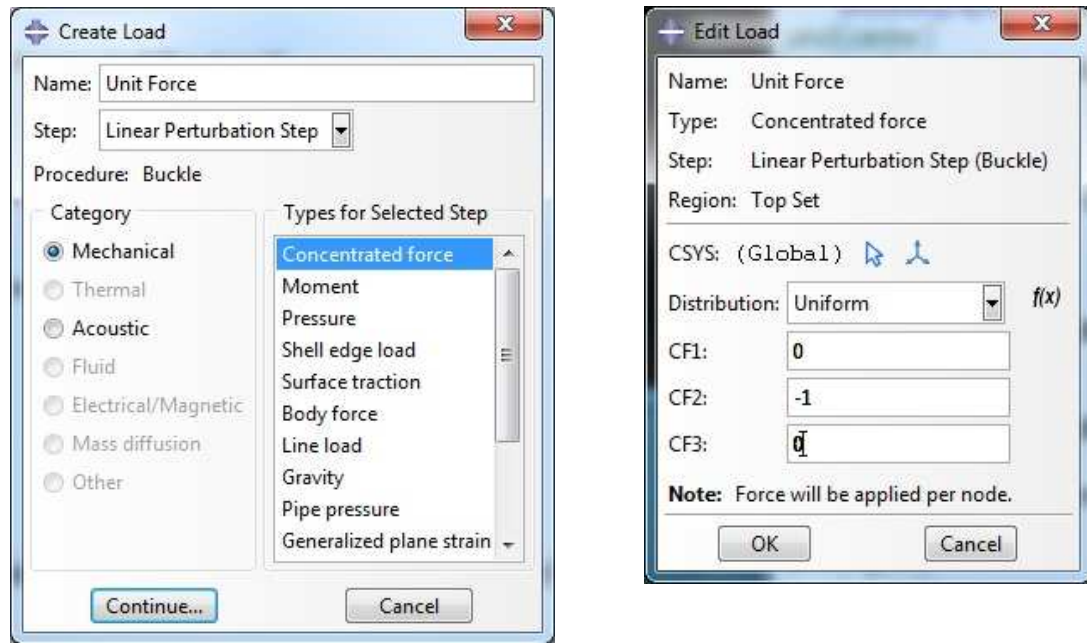 Create Load
Name: Unit Force
Step: Linear Perturbation Step
Procedure: Buckle
Category
Mechanical
Thermal
Acoustic
Fluid
Electrical/Magnetic
Mass diffusion
Other
Types for Selected Step
Concentrated force
Moment
Pressure
Shell edge load
Surface traction
Body force
Line load
Gravity
Pipe pressure
Generalized plane strain
Continue... Cancel
Edit Load
Name: Unit Force
Type: Concentrated force
Step: Linear Perturbation Step (Buckle)
Region: Top Set
CSYS: (Global)
Distribution: Uniform f(x)
CF1: 0
CF2: -1
CF3: 0
Note: Force will be applied per node.
OK Cancel